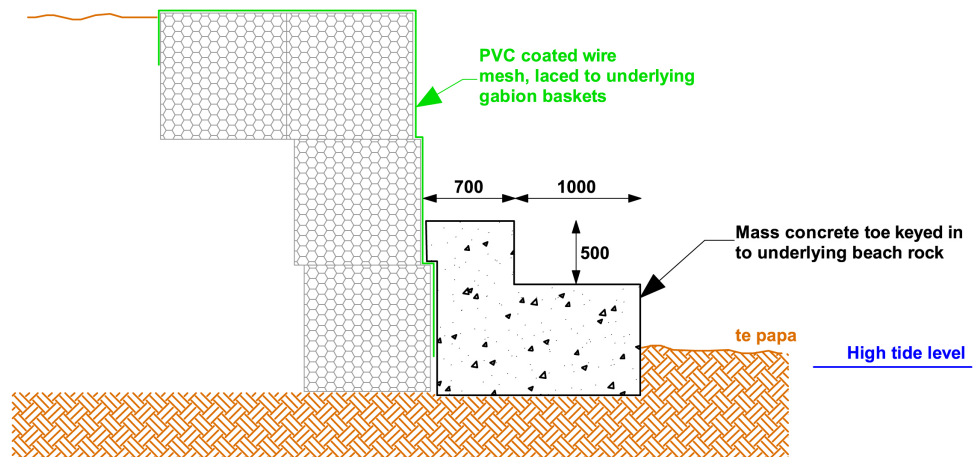 PVC coated wire
mesh, laced to underlying
gabion baskets
700
1000
500
Mass concrete toe keyed in
to underlying beach rock
te papa
High tide level